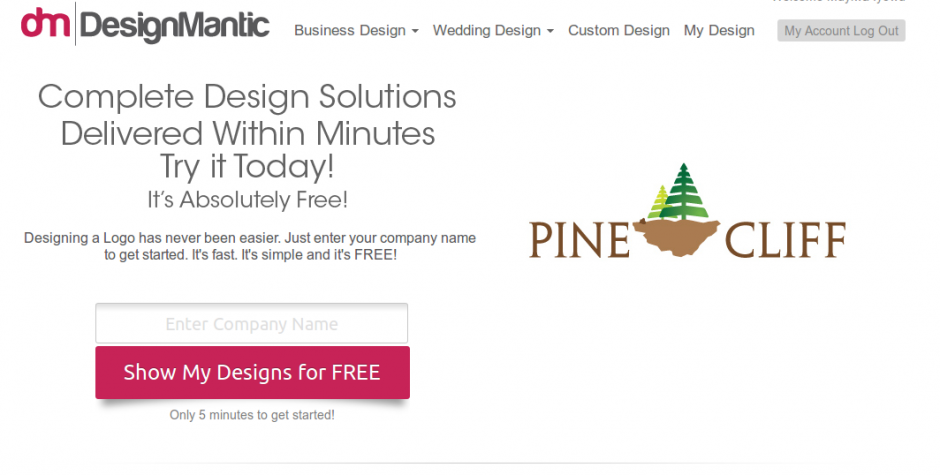 dm DesignMantic
Business Design Wedding Design Custom Design My Design
My Account Log Out
Complete Design Solutions
Delivered Within Minutes
Try it Today!
It's Absolutely Free!
Designing a Logo has never been easier. Just enter your company name
to get started. It's fast. It's simple and it's FREE!
Enter Company Name
Show My Designs for FREE
Only 5 minutes to get started!
PINE CLIFF